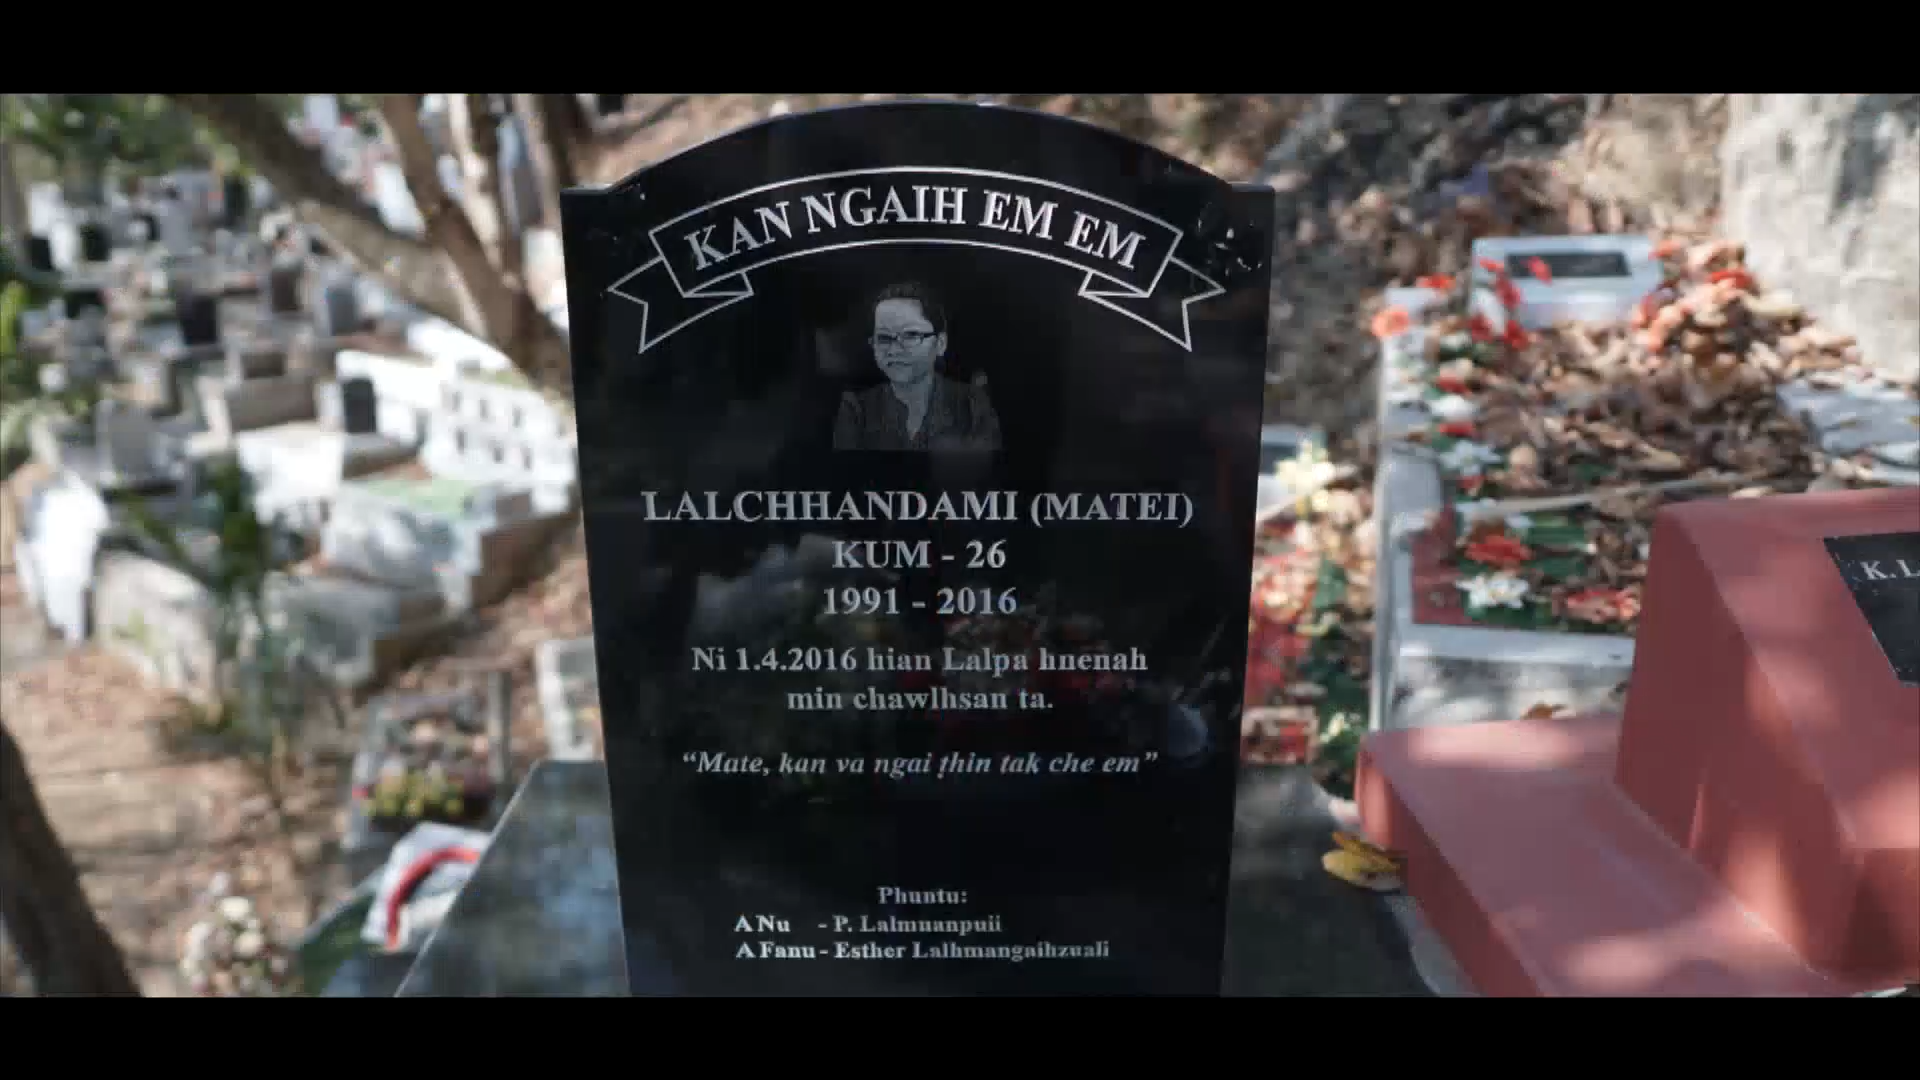 KAN NGAIH EM EM
LALCHHANDAMI (MATEI)
KUM - 26
1991 - 2016
Ni 1.4.2016 hian Lalpa hnenah
min chawlhsan ta.
“Mate, kan va ngai ṭhin tak che em”
Phuntu:
A Nu - P. Lalmuanpuii
A Fanu - Esther Lalhmangaihzuali
K.L